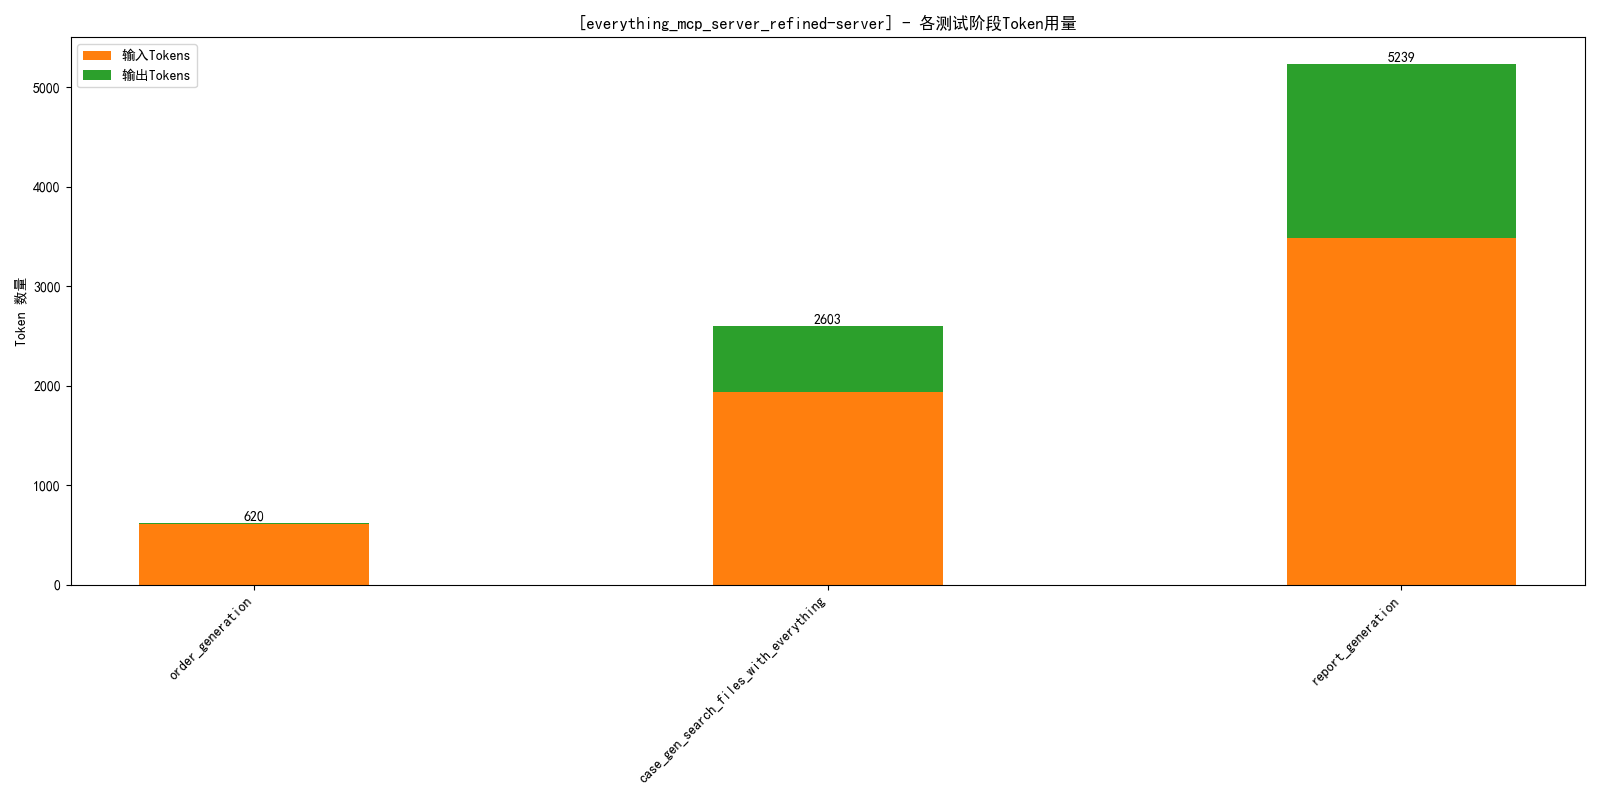 [everything_mcp_server_refined-server] - 各测试阶段Token用量
输入Tokens
输出Tokens
5239
5000
4000
3000
2603
2000
1000
620
0
Token 数量
order_generation
case_gen_search_files_with_everything
report_generation